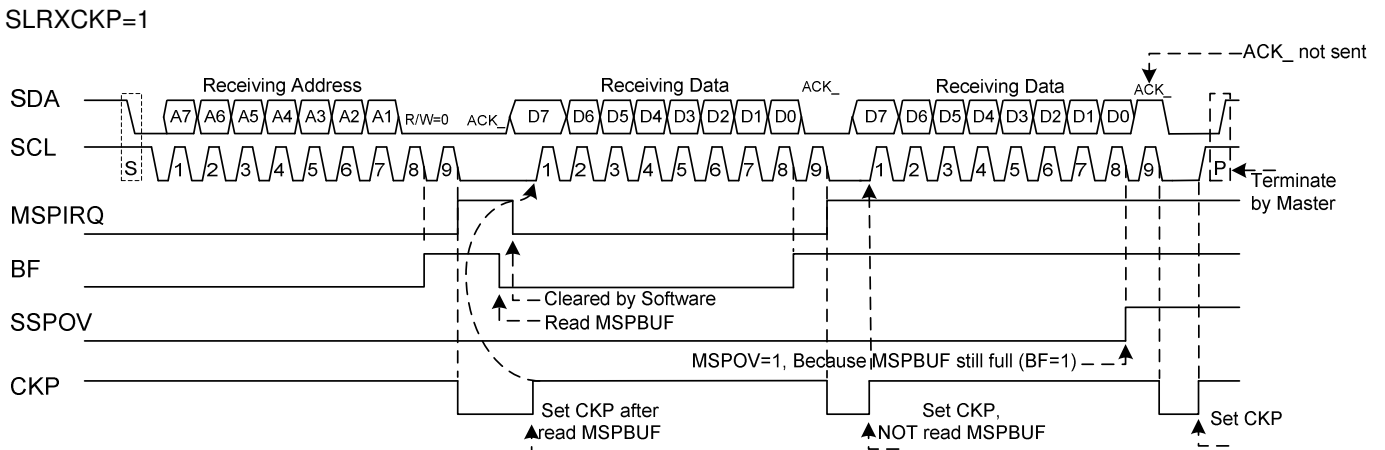 SLRXCKP=1
ACK_ not sent
Receiving Address
Receiving Data
ACK_
Receiving Data
ACK_
SDA
A7 A6 A5 A4 A3 A2 A1 R/W=0 ACK_ D7 D6 D5 D4 D3 D2 D1 D0 D7 D6 D5 D4 D3 D2 D1 D0
SCL
S 1 2 3 4 5 6 7 8 9 1 2 3 4 5 6 7 8 9 1 2 3 4 5 6 7 8 9 P
Terminate
by Master
MSPIRQ
BF
Cleared by Software
Read MSPBUF
SSPOV
MSPOV=1, Because MSPBUF still full (BF=1)
CKP
Set CKP after
read MSPBUF
Set CKP,
NOT read MSPBUF
Set CKP